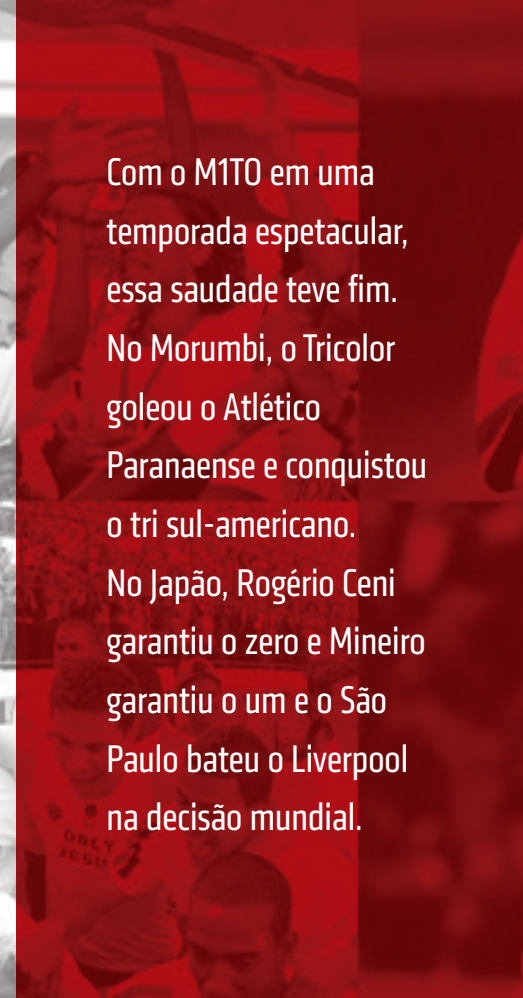 Com o M1TO em uma
temporada espetacular,
essa saudade teve fim.
No Morumbi, o Tricolor
goleou o Atlético
Paranaense e conquistou
o tri sul-americano.
No Japão, Rogério Ceni
garantiu o zero e Mineiro
garantiu o um e o São
Paulo bateu o Liverpool
na decisão mundial.